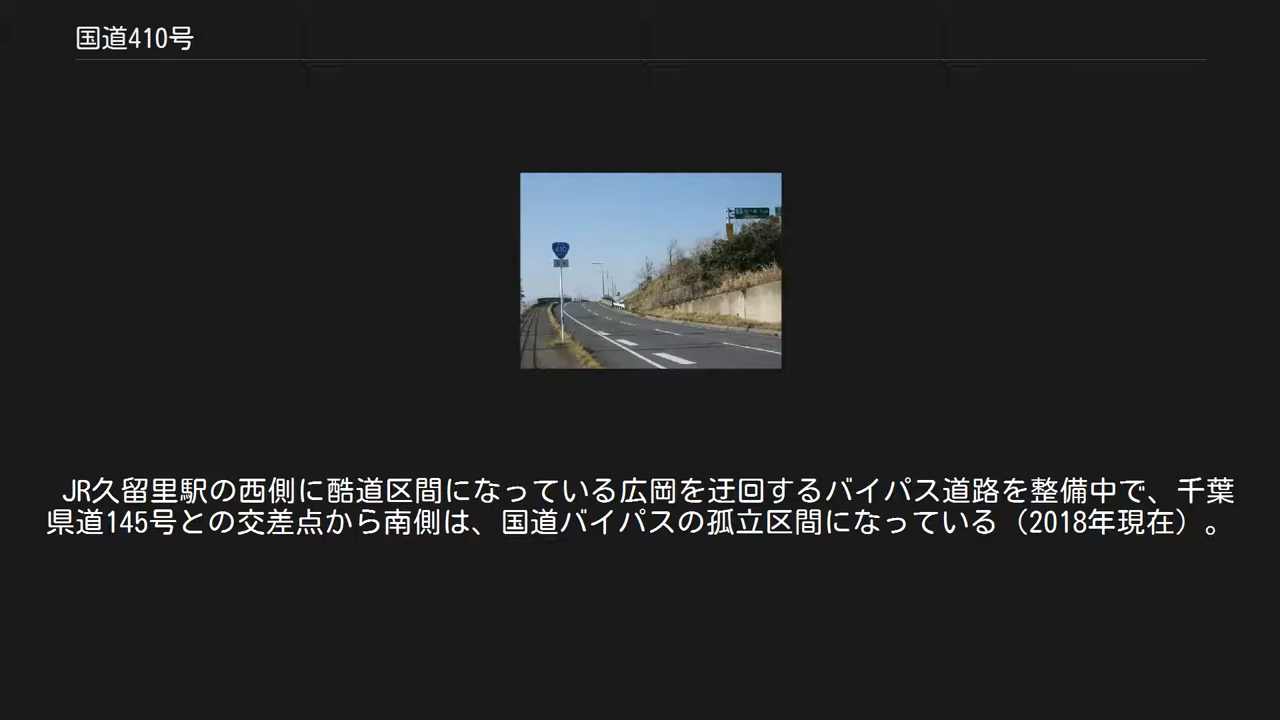 国道410号
410
JR久留里駅の西側に酷道区間になっている広岡を迂回するバイパス道路を整備中で、千葉
県道145号との交差点から南側は、国道バイパスの孤立区間になっている（2018年現在）。